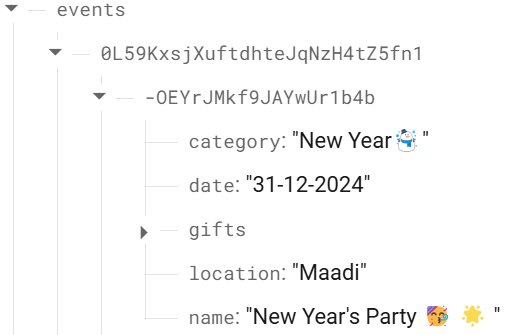 events
0L59KxsjXuftdhteJqNzH4tZ5fn1
-OEYrJMkf9JAYwUr1b4b
category: "New Year⛄"
date: "31-12-2024"
gifts
location: "Maadi"
name: "New Year's Party 🥳 🌟 "